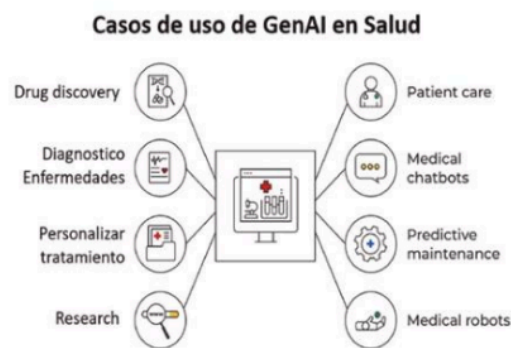 Casos de uso de GenAI en Salud
Drug discovery
Diagnostico
Enfermedades
Personalizar
tratamiento
Research
Patient care
Medical
chatbots
Predictive
maintenance
Medical robots